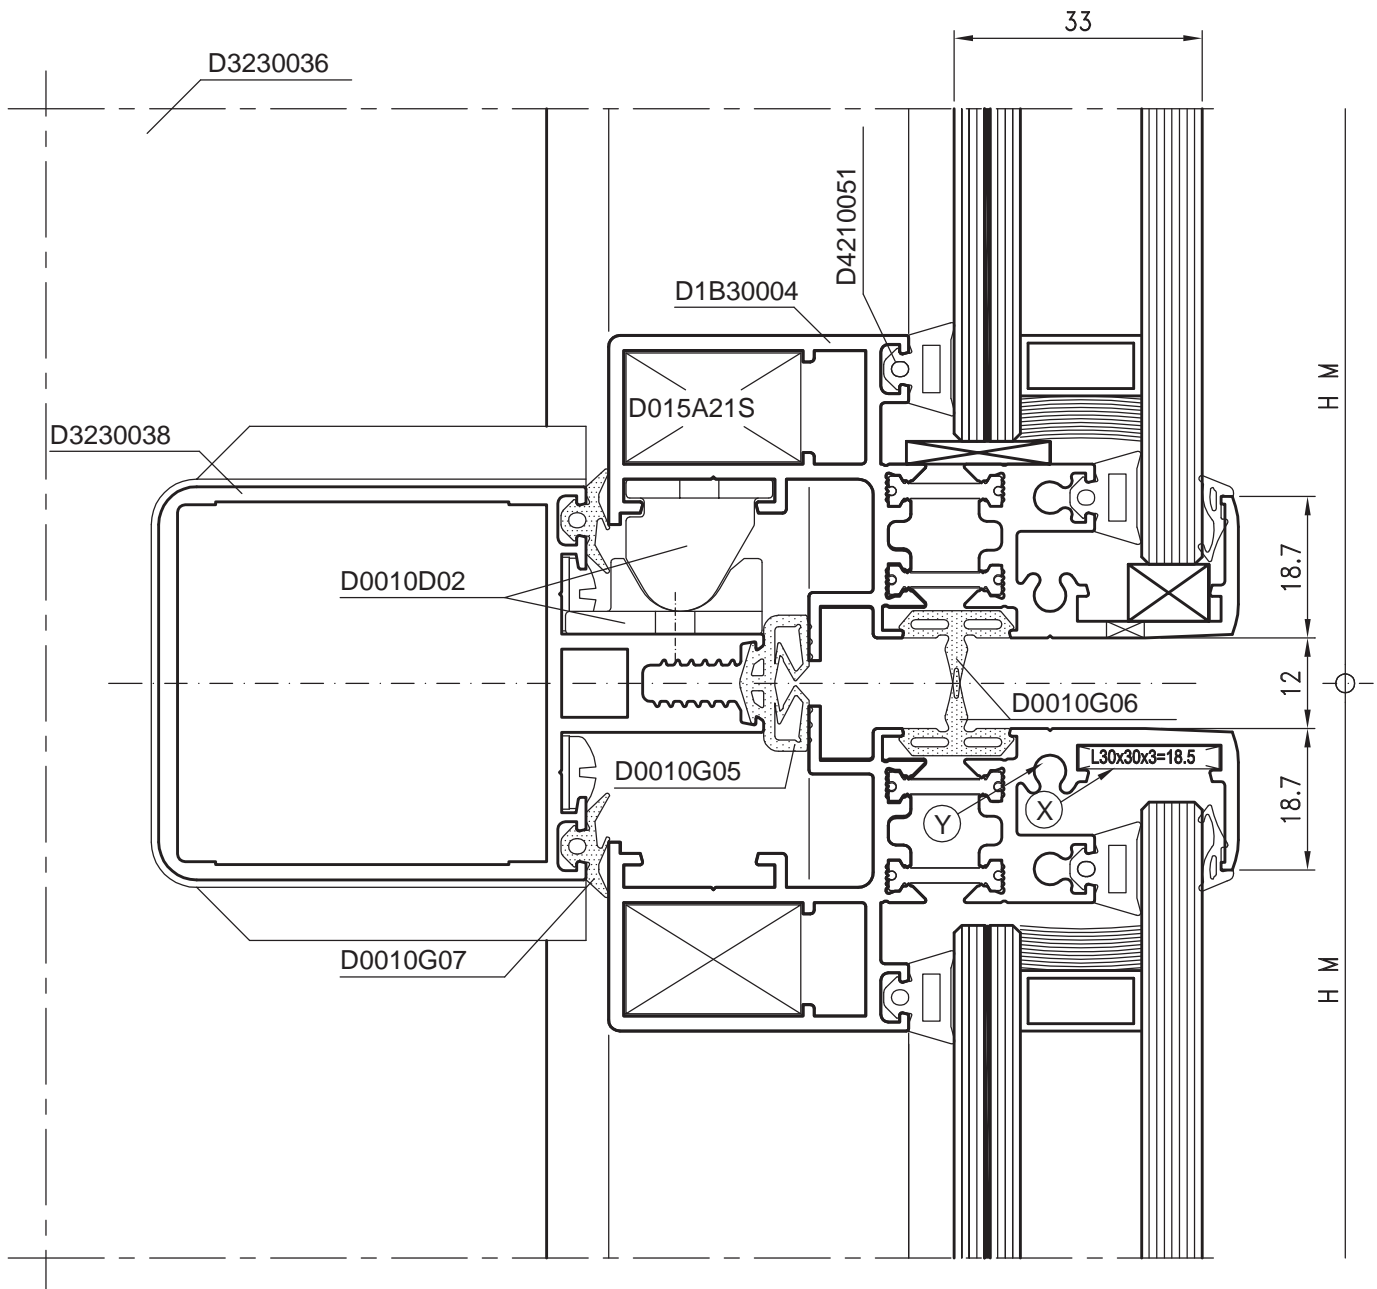 33
D3230036
D4210051
D1B30004
H M
D015A21S
D3230038
18.7
D0010D02
12
D0010G06
D0010G05
L30x30x3=18.5
18.7
Y
X
D0010G07
H M